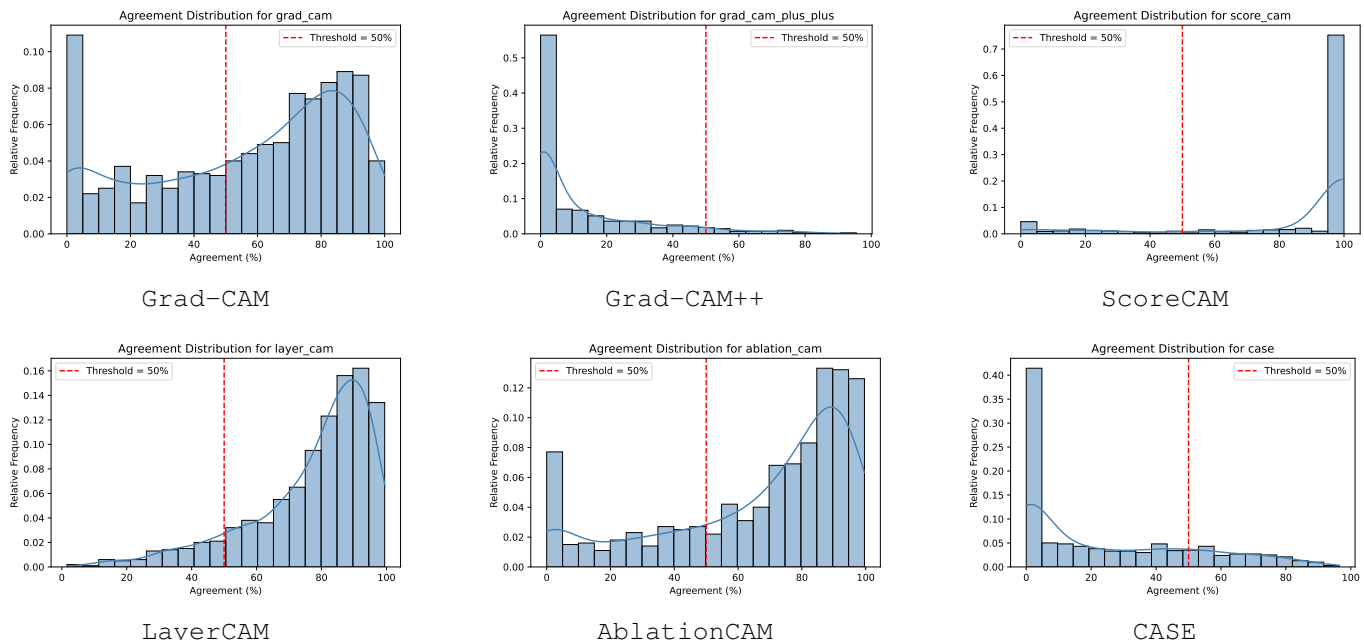 Agreement Distribution for grad_cam
Threshold = 50%
Relative Frequency
0.10
0.08
0.06
0.04
0.02
0.00
0 20 40 60 80 100
Agreement (%)
Grad-CAM
Agreement Distribution for grad_cam_plus_plus
Threshold = 50%
Relative Frequency
0.5
0.4
0.3
0.2
0.1
0.0
0 20 40 60 80 100
Agreement (%)
Grad-CAM++
Agreement Distribution for score_cam
Threshold = 50%
Relative Frequency
0.7
0.6
0.5
0.4
0.3
0.2
0.1
0.0
0 20 40 60 80 100
Agreement (%)
ScoreCAM
Agreement Distribution for layer_cam
Threshold = 50%
Relative Frequency
0.16
0.14
0.12
0.10
0.08
0.06
0.04
0.02
0.00
0 20 40 60 80 100
Agreement (%)
LayerCAM
Agreement Distribution for ablation_cam
Threshold = 50%
Relative Frequency
0.12
0.10
0.08
0.06
0.04
0.02
0.00
0 20 40 60 80 100
Agreement (%)
AblationCAM
Agreement Distribution for case
Threshold = 50%
Relative Frequency
0.40
0.35
0.30
0.25
0.20
0.15
0.10
0.05
0.00
0 20 40 60 80 100
Agreement (%)
CASE